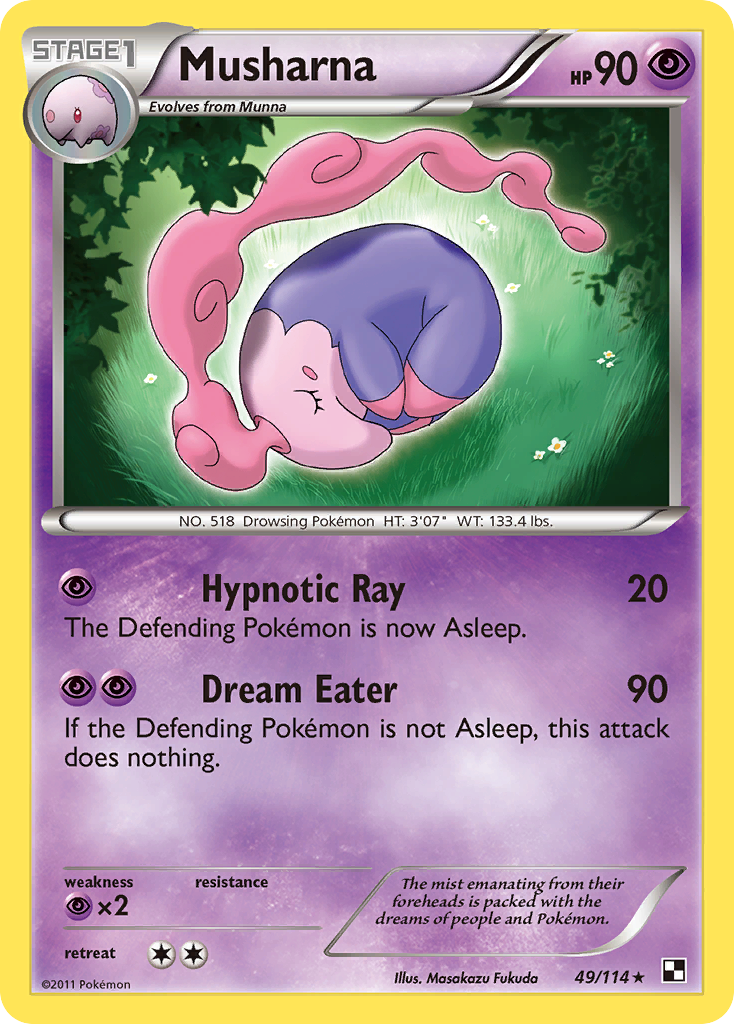 STAGE1
Musharna
HP 90
Evolves from Munna
NO. 518 Drowsing Pokémon HT: 3'07" WT: 133.4 lbs.
Hypnotic Ray 20
The Defending Pokémon is now Asleep.
Dream Eater 90
If the Defending Pokémon is not Asleep, this attack
does nothing.
weakness
resistance
×2
The mist emanating from their
foreheads is packed with the
dreams of people and Pokémon.
retreat
©2011 Pokémon
Illus. Masakazu Fukuda
49/114 ★